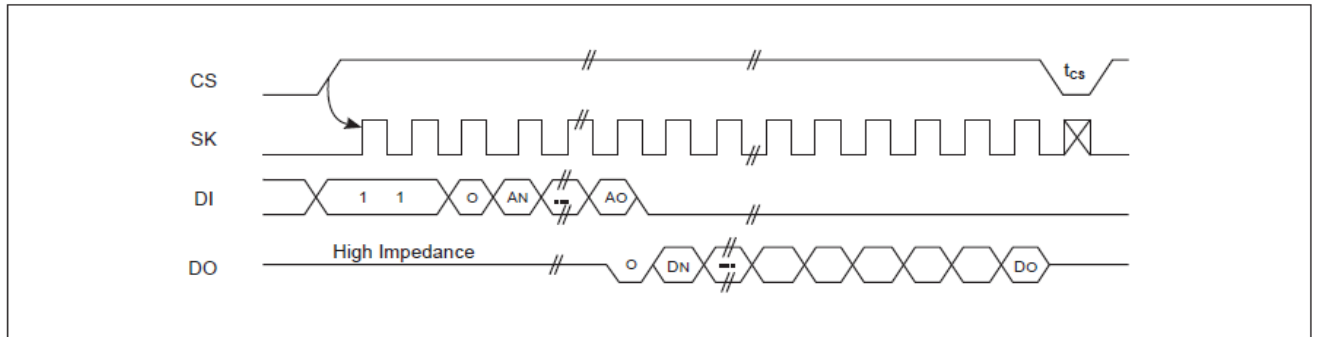 CS tcs
SK
DI 1 1 O AN ... AO
High Impedance
DO O DN ... DO